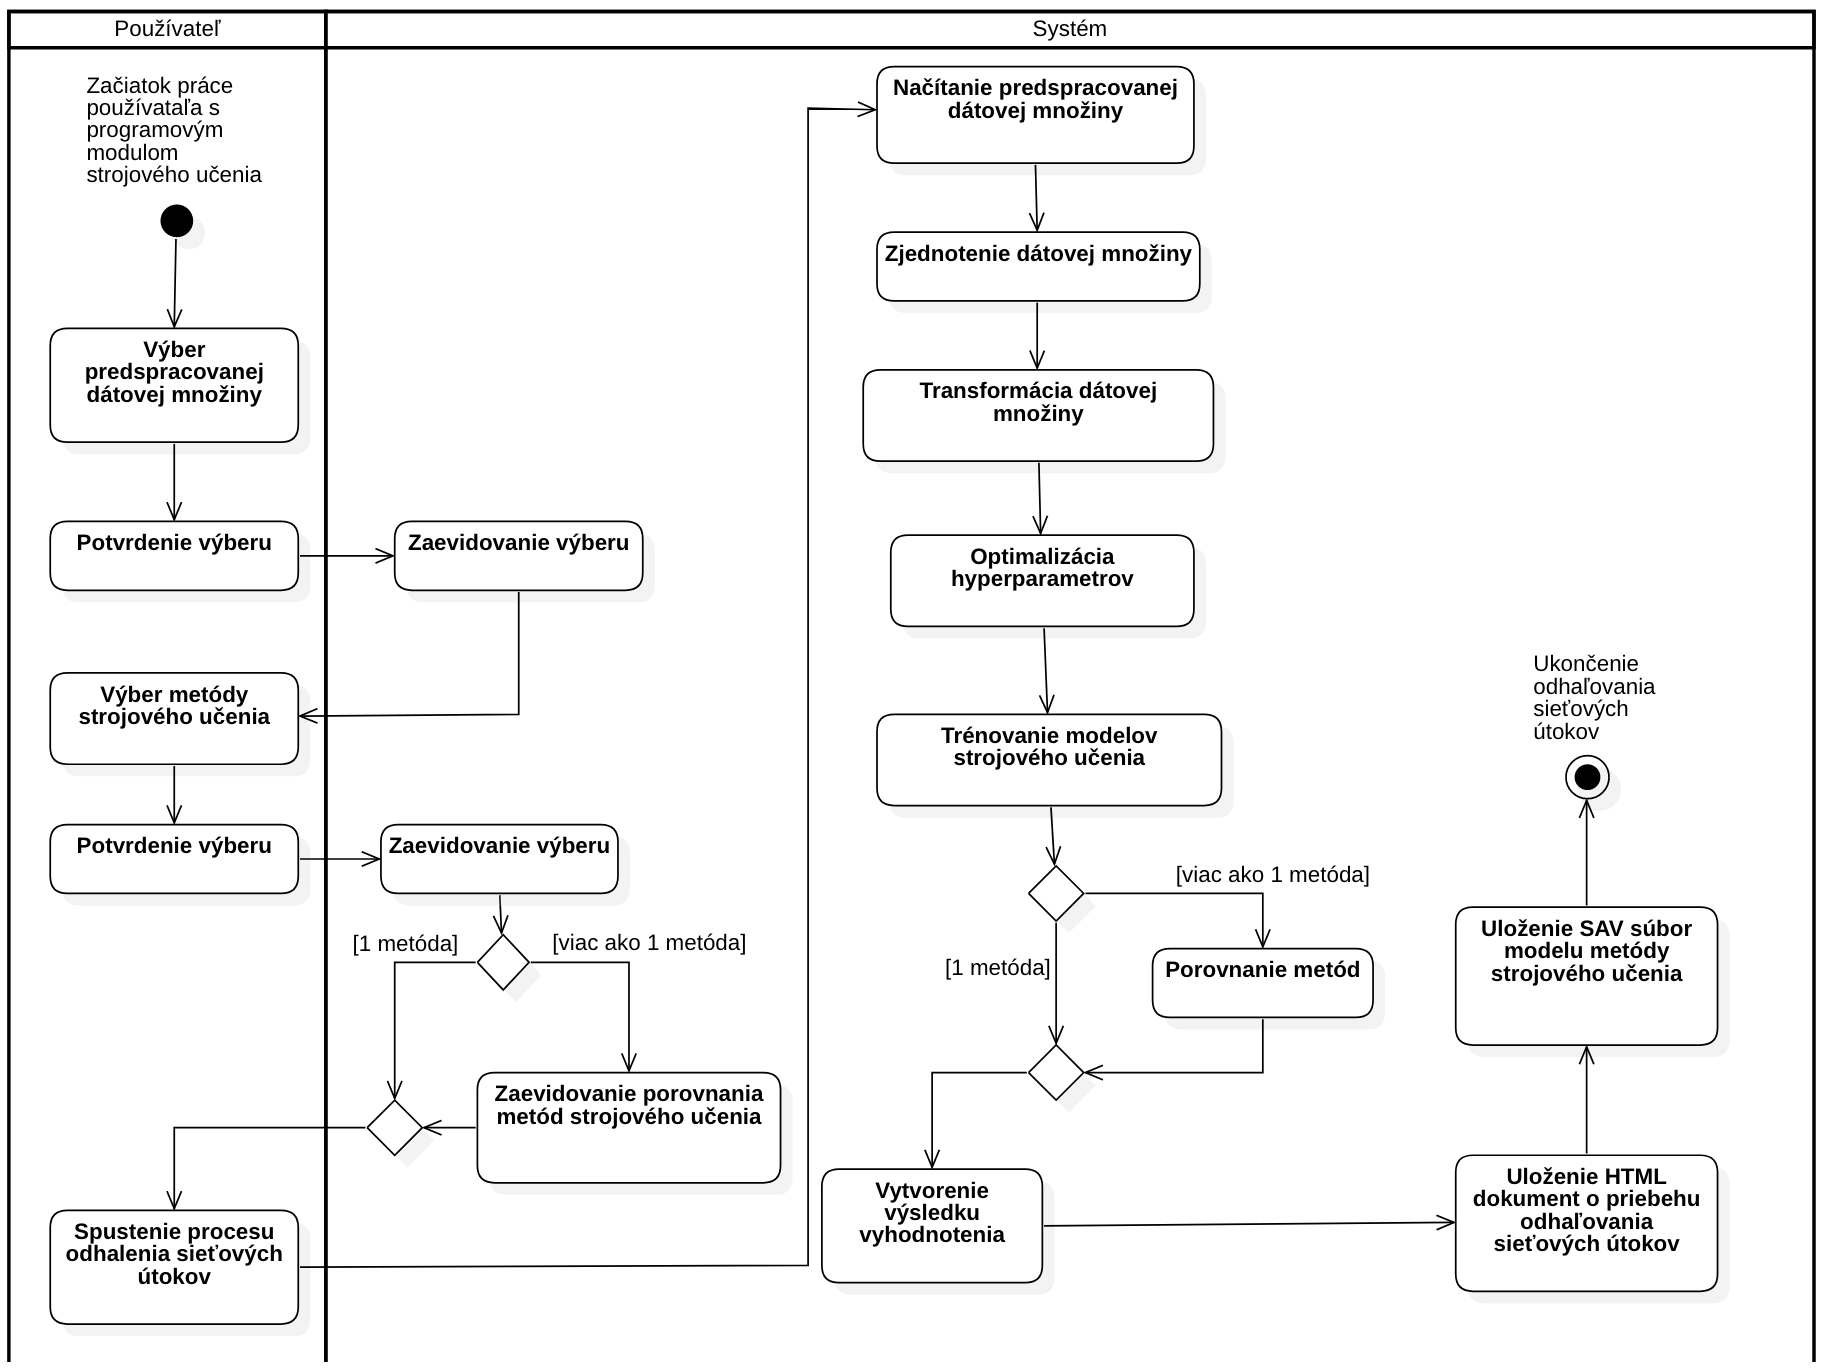 Používateľ
Systém
Začiatok práce
používataľa s
programovým
modulom
strojového učenia
Výber
predspracovanej
dátovej množiny
Potvrdenie výberu
Zaevidovanie výberu
Výber metódy
strojového učenia
Potvrdenie výberu
Zaevidovanie výberu
[1 metóda]
[viac ako 1 metóda]
Zaevidovanie porovnania
metód strojového učenia
Spustenie procesu
odhalenia sieťových
útokov
Načítanie predspracovanej
dátovej množiny
Zjednotenie dátovej množiny
Transformácia dátovej
množiny
Optimalizácia
hyperparametrov
Trénovanie modelov
strojového učenia
[viac ako 1 metóda]
[1 metóda]
Porovnanie metód
Vytvorenie
výsledku
vyhodnotenia
Uloženie HTML
dokument o priebehu
odhaľovania
sieťových útokov
Uloženie SAV súbor
modelu metódy
strojového učenia
Ukončenie
odhaľovania
sieťových
útokov